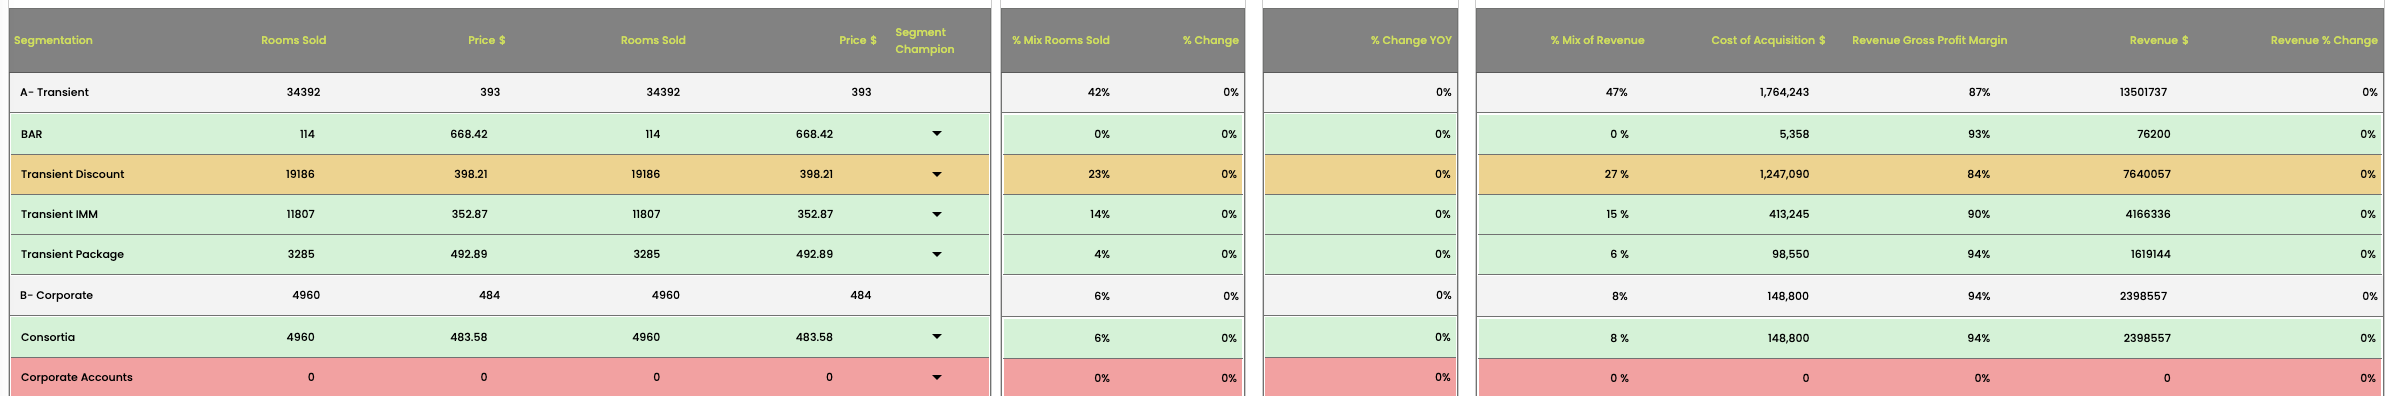 Segmentation Rooms Sold Price $ Rooms Sold Price $ Segment Champion % Mix Rooms Sold % Change % Change YOY % Mix of Revenue Cost of Acquisition $ Revenue Gross Profit Margin Revenue $ Revenue % Change
A- Transient 34392 393 34392 393 42% 0% 0% 47% 1,764,243 87% 13501737 0%
BAR 114 668.42 114 668.42 0% 0% 0% 0 % 5,358 93% 76200 0%
Transient Discount 19186 398.21 19186 398.21 23% 0% 0% 27 % 1,247,090 84% 7640057 0%
Transient IMM 11807 352.87 11807 352.87 14% 0% 0% 15 % 413,245 90% 4166336 0%
Transient Package 3285 492.89 3285 492.89 4% 0% 0% 6 % 98,550 94% 1619144 0%
B- Corporate 4960 484 4960 484 6% 0% 0% 8% 148,800 94% 2398557 0%
Consortia 4960 483.58 4960 483.58 6% 0% 0% 8 % 148,800 94% 2398557 0%
Corporate Accounts 0 0 0 0 0% 0% 0% 0 % 0 0% 0 0%